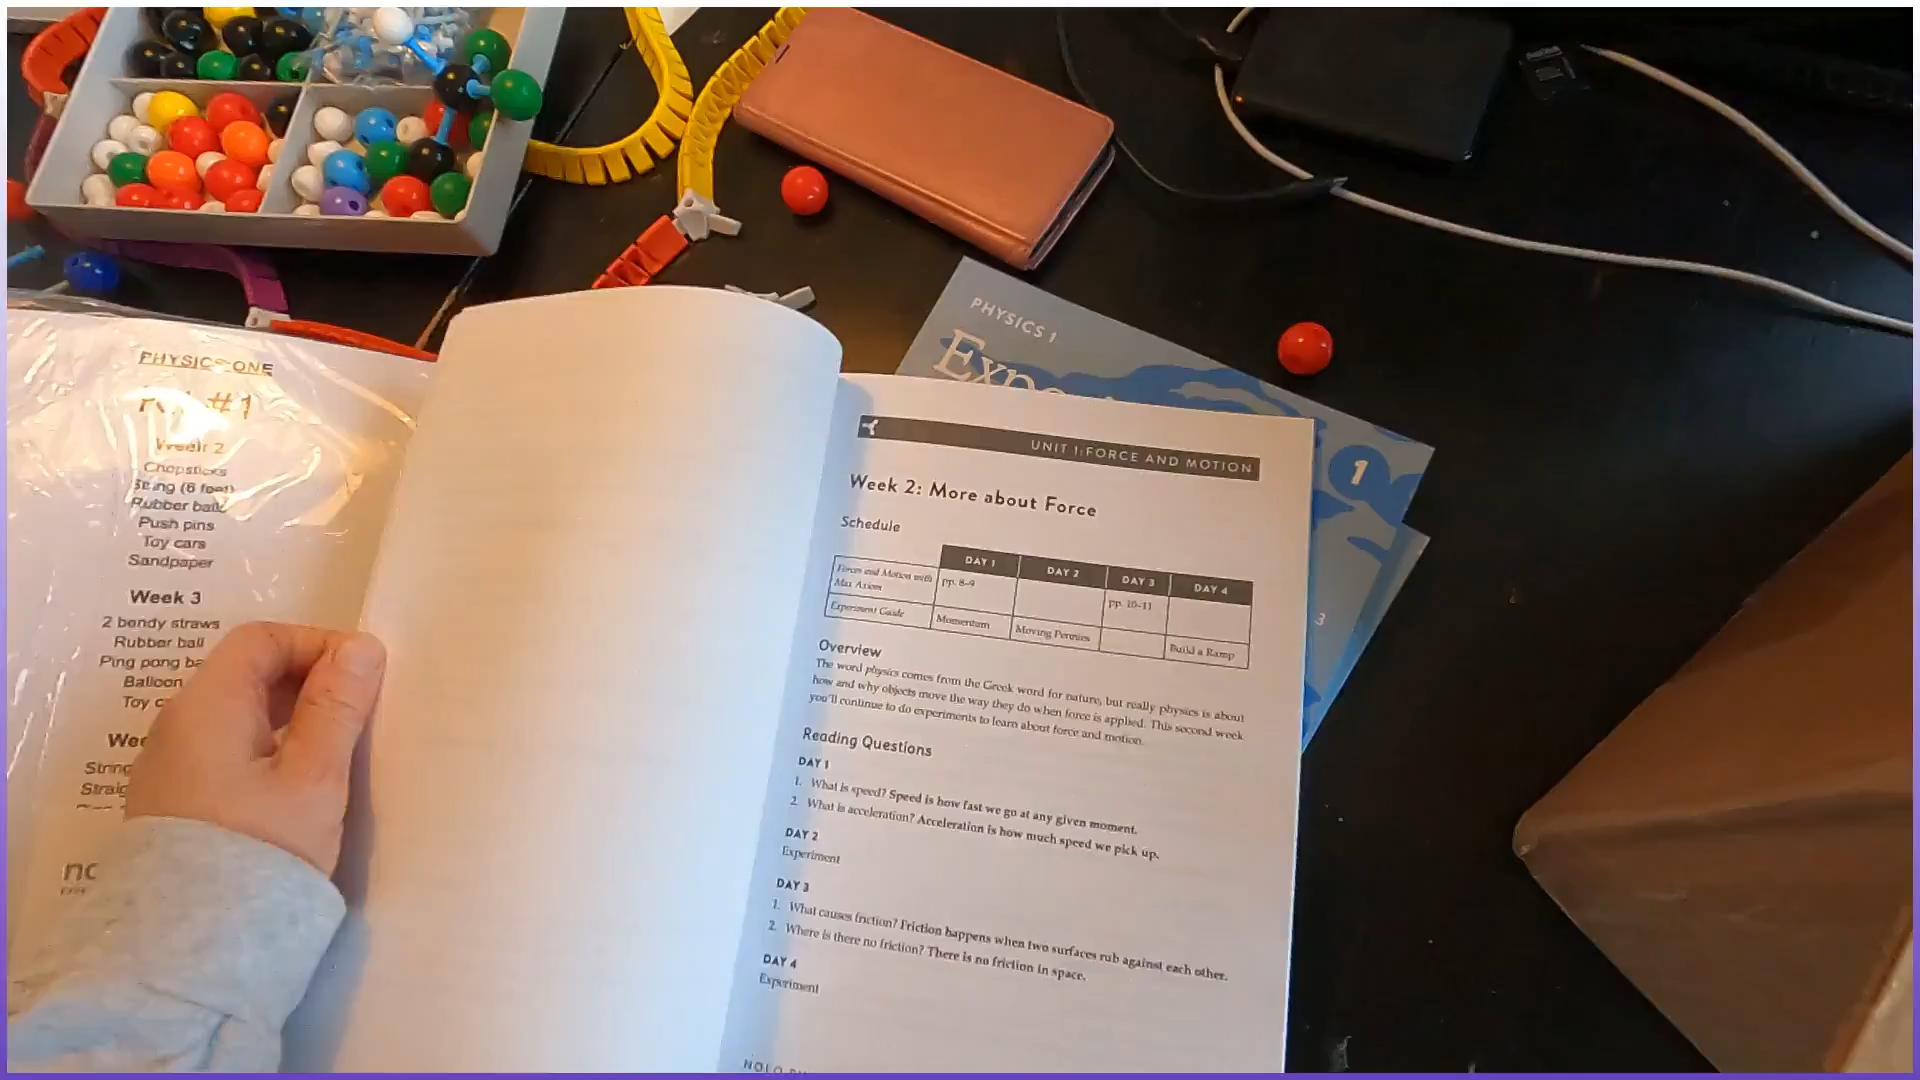 PHYSICS ONE
#1
Week 2
Chopsticks
String (6 feet)
Rubber ball
Push pins
Toy cars
Sandpaper
Week 3
2 bendy straws
Rubber ball
Ping pong
Balloon
Toy
String
PHYSICS 1
1
3
UNIT 1: FORCE AND MOTION
Week 2: More about Force
Schedule
DAY 1 DAY 2 DAY 3 DAY 4
Forces and Motion with
Max Axiom
pp. 8–9 pp. 10–11
Experiment Guide Momentum Moving Pennies Build a Ramp
Overview
The word physics comes from the Greek word for nature, but really physics is about
how and why objects move the way they do when force is applied. This second week
you'll continue to do experiments to learn about force and motion.
Reading Questions
DAY 1
1. What is speed? Speed is how fast we go at any given moment.
2. What is acceleration? Acceleration is how much speed we pick up.
DAY 2
Experiment
DAY 3
1. What causes friction? Friction happens when two surfaces rub against each other.
2. Where is there no friction? There is no friction in space.
DAY 4
Experiment